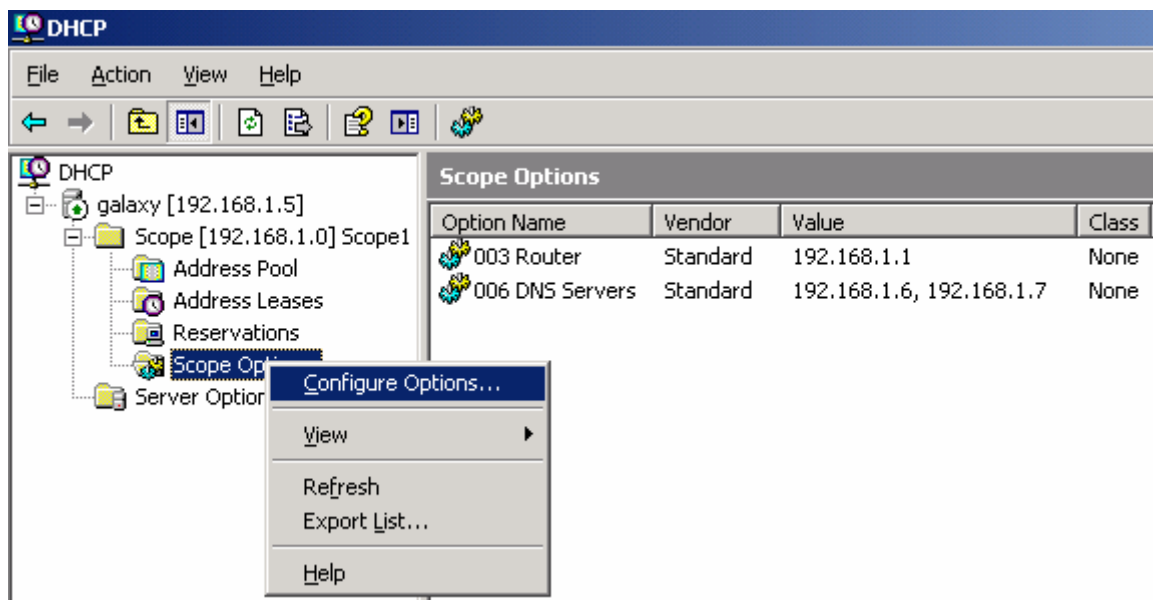 DHCP
File Action View Help
DHCP
galaxy [192.168.1.5]
Scope [192.168.1.0] Scope1
Address Pool
Address Leases
Reservations
Scope
Server
Configure Options...
View
Refresh
Export List...
Help
Scope Options
Option Name Vendor Value Class
003 Router Standard 192.168.1.1 None
006 DNS Servers Standard 192.168.1.6, 192.168.1.7 None